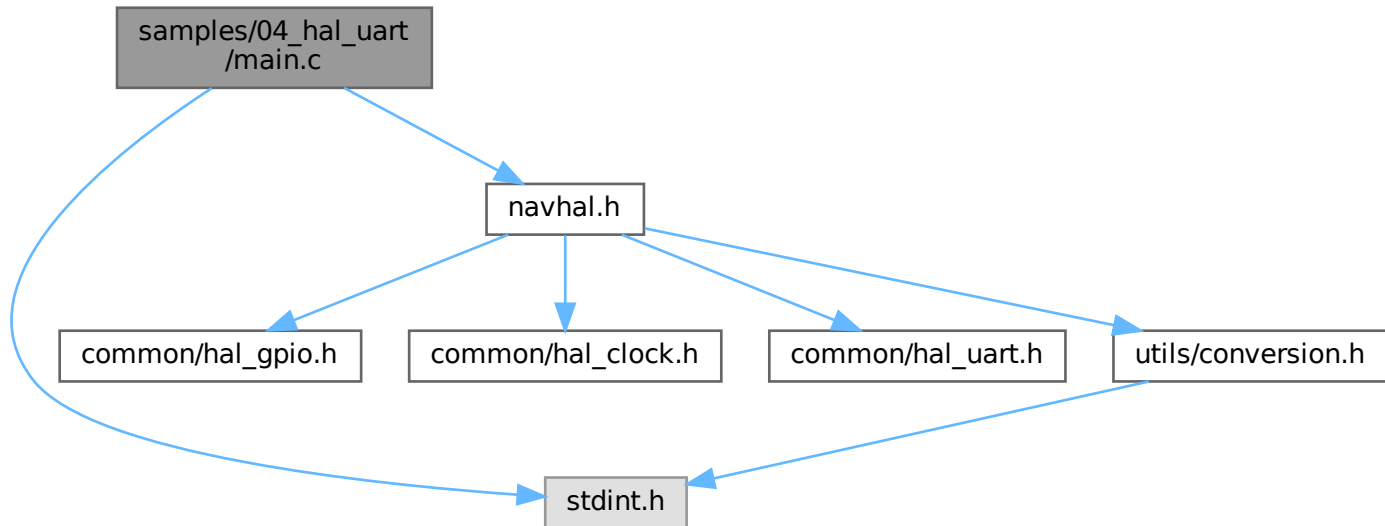 samples/04_hal_uart
/main.c
navhal.h
common/hal_gpio.h
common/hal_clock.h
common/hal_uart.h
utils/conversion.h
stdint.h